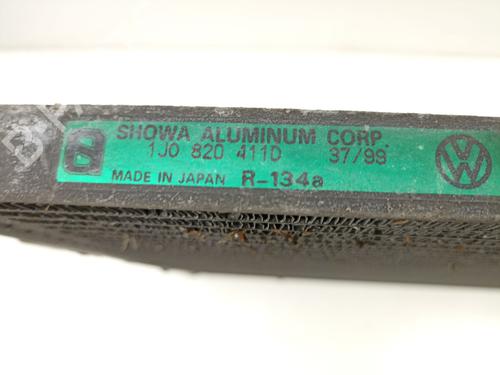 SHOWA ALUMINUM CORP.
1J0 820 411D 37/99
MADE IN JAPAN R-134a